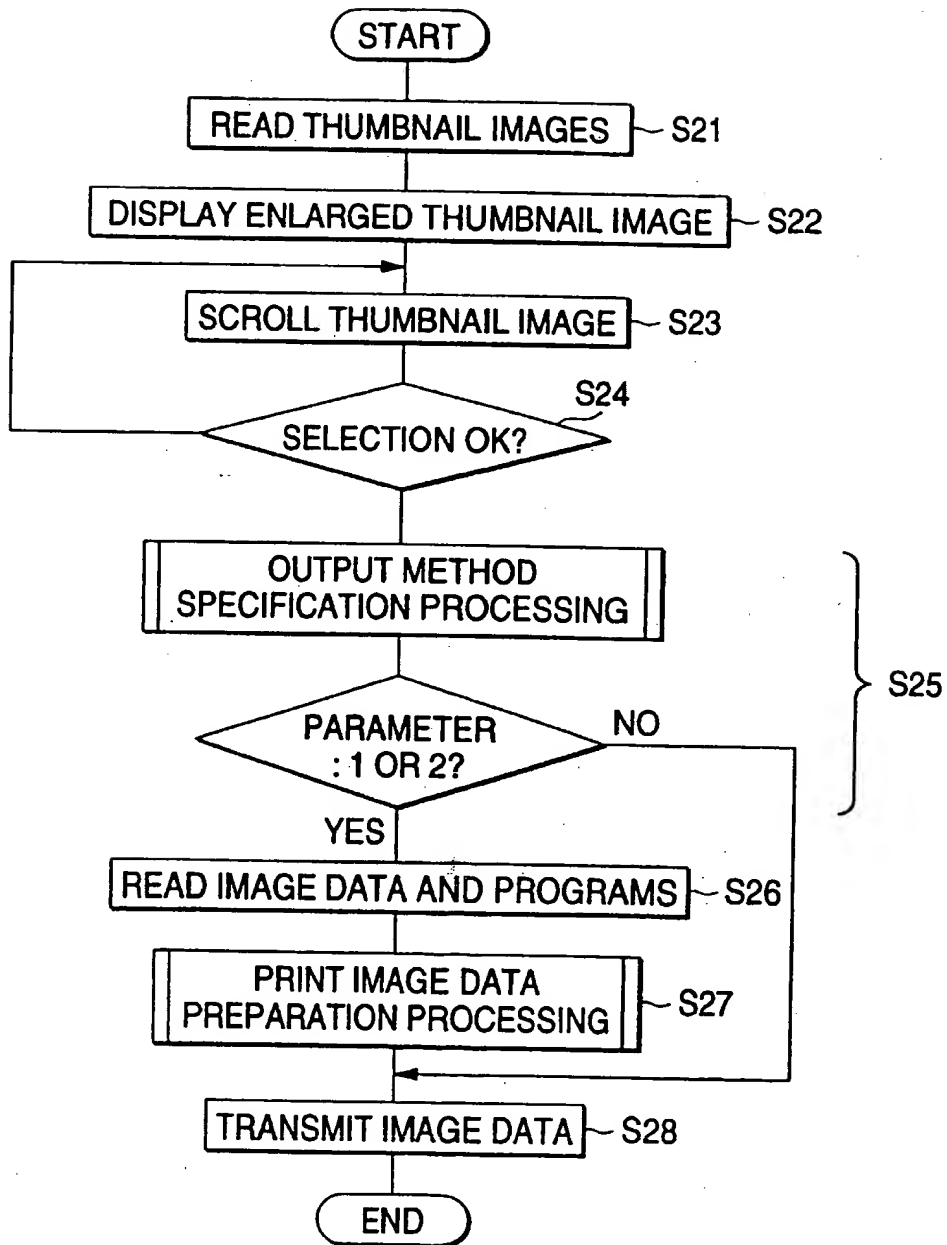 START
READ THUMBNAIL IMAGES
S21
DISPLAY ENLARGED THUMBNAIL IMAGE
S22
SCROLL THUMBNAIL IMAGE
S23
S24
SELECTION OK?
OUTPUT METHOD
SPECIFICATION PROCESSING
S25
PARAMETER
: 1 OR 2?
NO
YES
READ IMAGE DATA AND PROGRAMS
S26
PRINT IMAGE DATA
PREPARATION PROCESSING
S27
TRANSMIT IMAGE DATA
S28
END